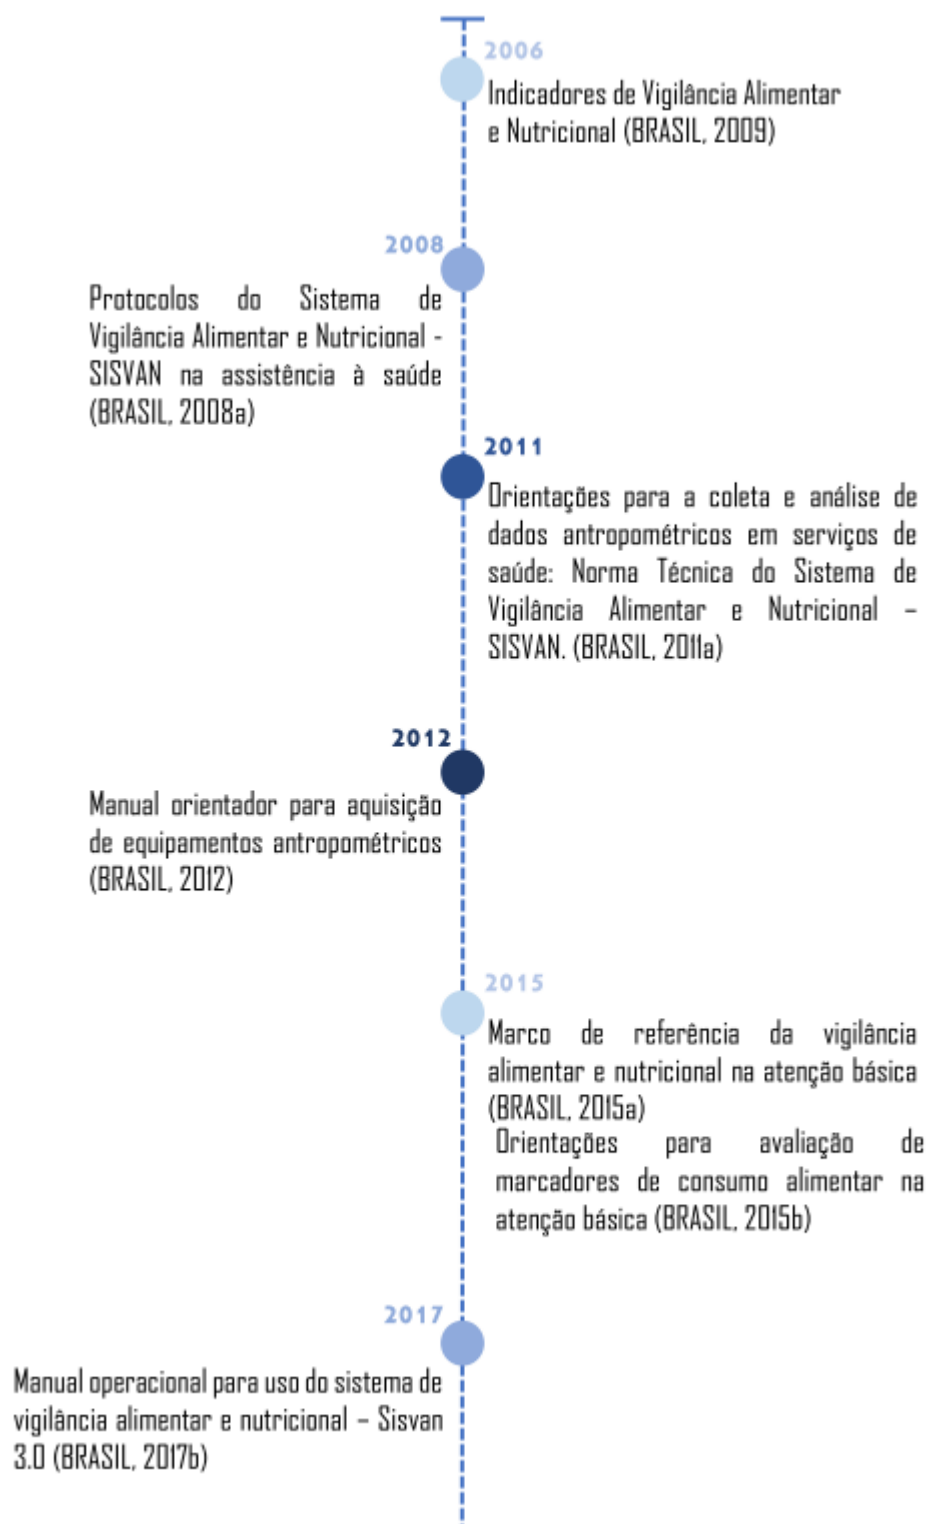 2006
Indicadores de Vigilância Alimentar
e Nutricional (BRASIL, 2009)
2008
Protocolos do Sistema de
Vigilância Alimentar e Nutricional -
SISVAN na assistência à saúde
(BRASIL, 2008a)
2011
Orientações para a coleta e análise de
dados antropométricos em serviços de
saúde: Norma Técnica do Sistema de
Vigilância Alimentar e Nutricional –
SISVAN. (BRASIL, 2011a)
2012
Manual orientador para aquisição
de equipamentos antropométricos
(BRASIL, 2012)
2015
Marco de referência da vigilância
alimentar e nutricional na atenção básica
(BRASIL, 2015a)
Orientações para avaliação de
marcadores de consumo alimentar na
atenção básica (BRASIL, 2015b)
2017
Manual operacional para uso do sistema de
vigilância alimentar e nutricional – Sisvan
3.0 (BRASIL, 2017b)